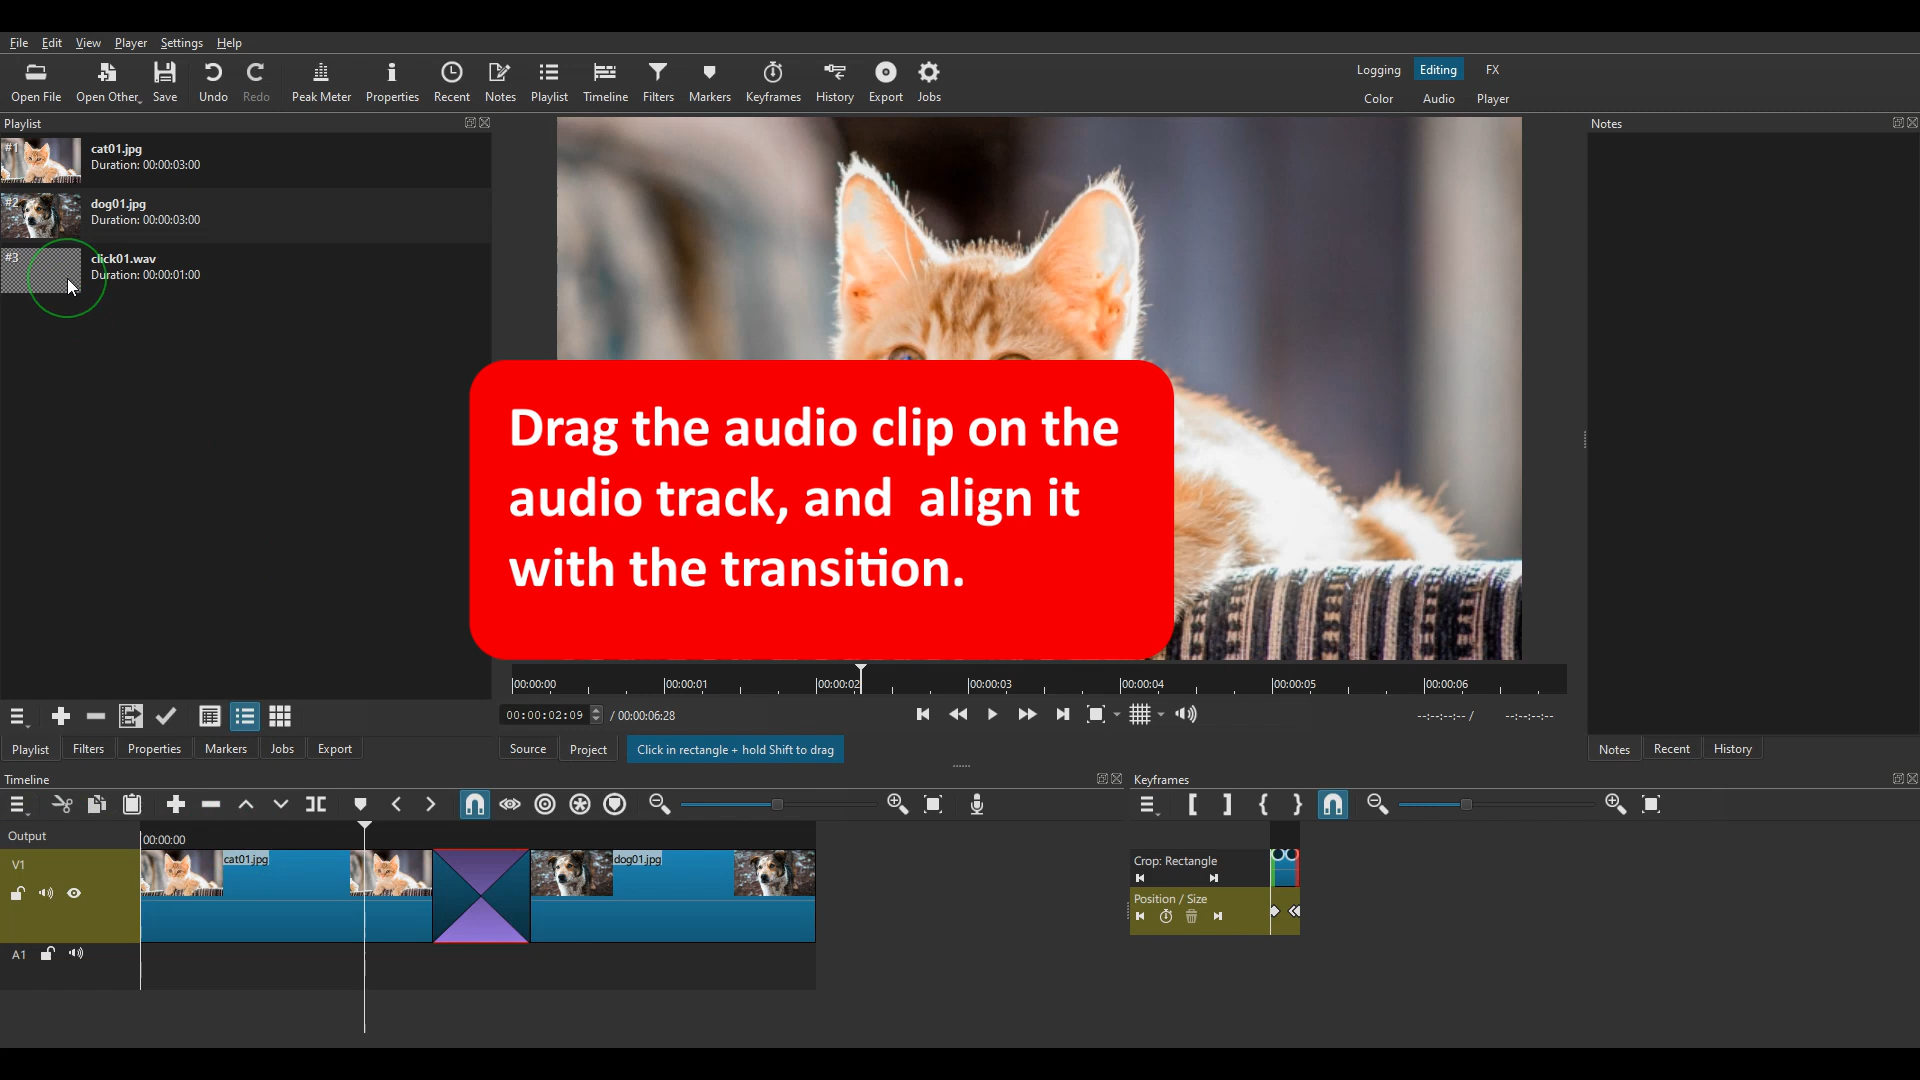 File Edit View Player Settings Help
Open File Open Other Save Undo Redo Peak Meter Properties Recent Notes Playlist Timeline Filters Markers Keyframes History Export Jobs
Logging Editing FX
Color Audio Player
Playlist
#1 cat01.jpg
Duration: 00:00:03:00
#2 dog01.jpg
Duration: 00:00:03:00
#3 click01.wav
Duration: 00:00:01:00
Notes
Drag the audio clip on the
audio track, and align it
with the transition.
00:00:00 00:00:01 00:00:02 00:00:03 00:00:04 00:00:05 00:00:06
00:00:02:09 / 00:00:06:28
--:--:--:-- / --:--:--:--
Playlist Filters Properties Markers Jobs Export
Source Project Click in rectangle + hold Shift to drag
Notes Recent History
Timeline
Keyframes
Output
00:00:00
V1
cat01.jpg
dog01.jpg
A1
Crop: Rectangle
Position / Size